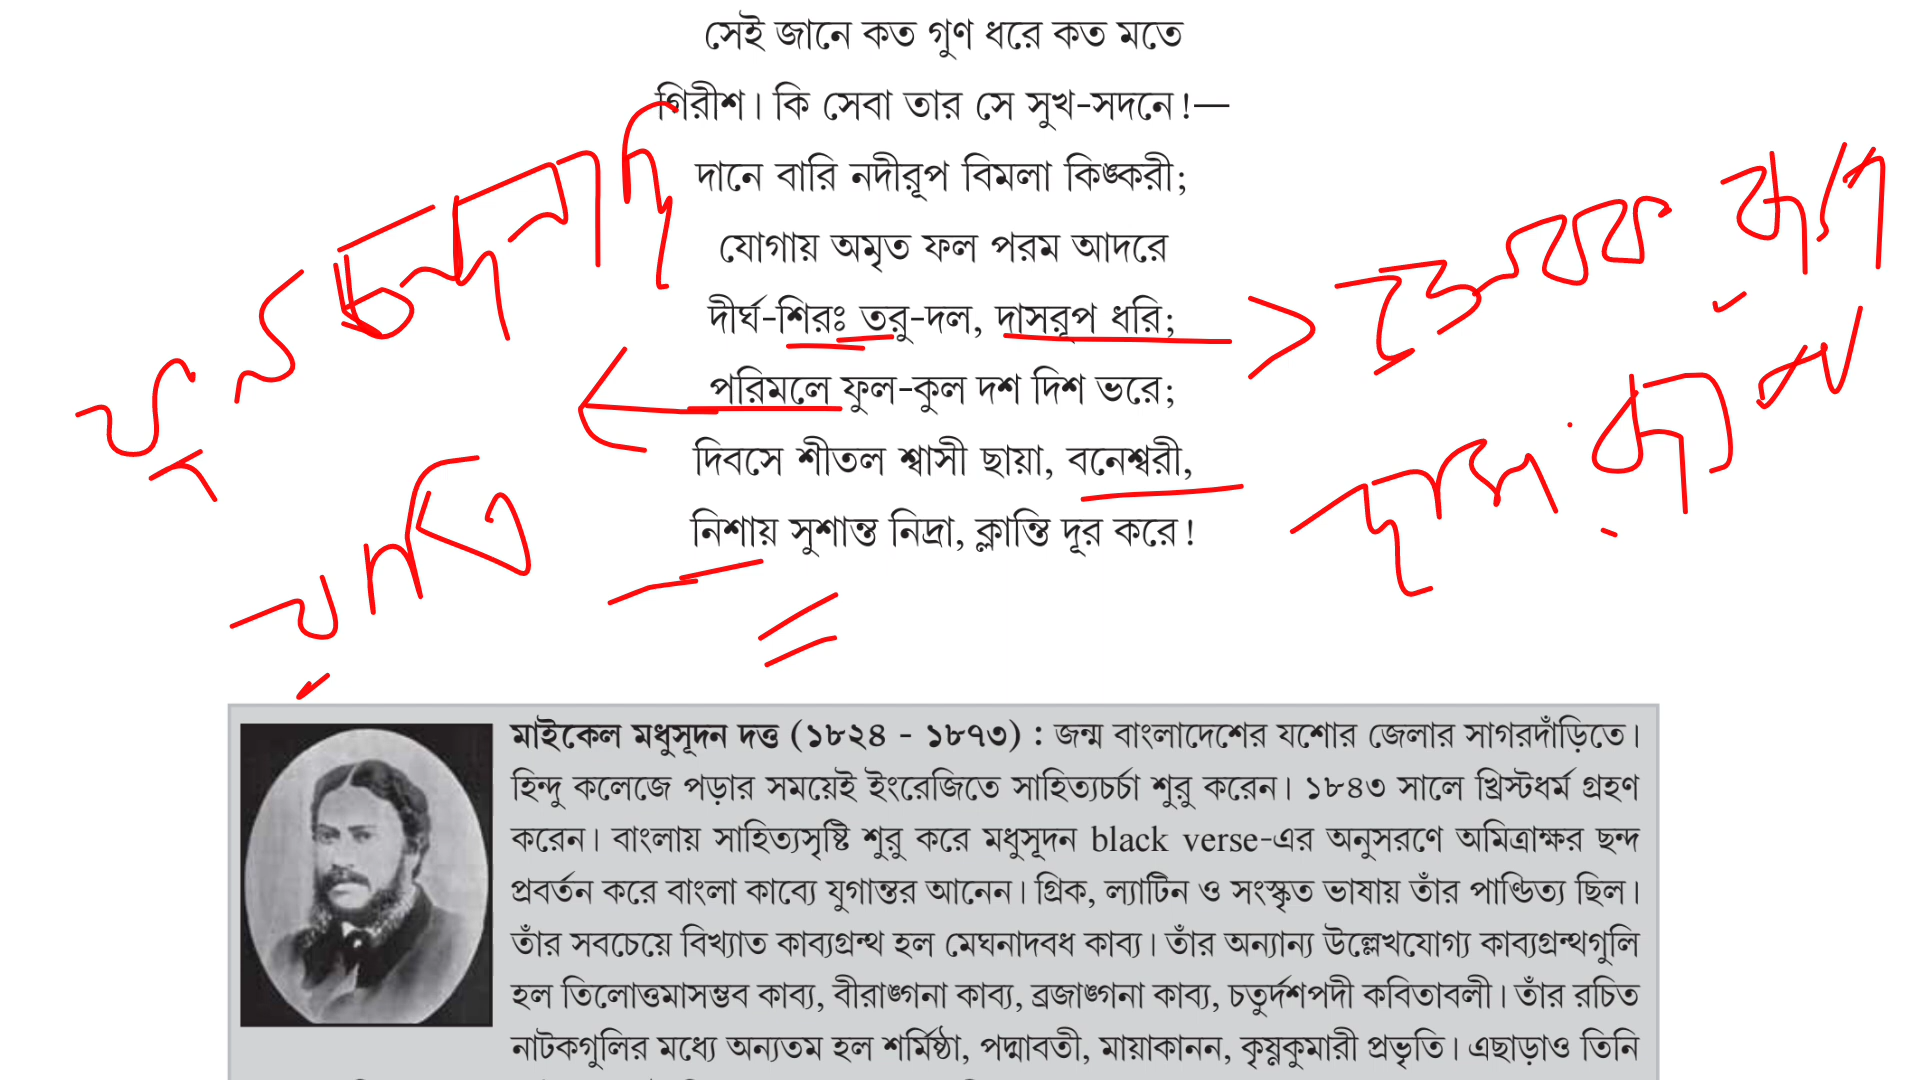 সেই জানে কত গুণ ধরে কত মতে
গিরীশ। কি সেবা তার সে সুখ-সদনে!—
দানে বারি নদীরূপ বিমলা কিঙ্করী;
যোগায় অমৃত ফল পরম আদরে
দীর্ঘ-শিরঃ তরু-দল, দাসরূপ ধরি;
পরিমলে ফুল-কুল দশ দিশ ভরে;
দিবসে শীতল শ্বাসী ছায়া, বনেশ্বরী,
নিশায় সুশান্ত নিদ্রা, ক্লান্তি দূর করে!
মাইকেল মধুসূদন দত্ত (১৮২৪ - ১৮৭৩) : জন্ম বাংলাদেশের যশোর জেলার সাগরদাঁড়িতে।
হিন্দু কলেজে পড়ার সময়েই ইংরেজিতে সাহিত্যচর্চা শুরু করেন। ১৮৪৩ সালে খ্রিস্টধর্ম গ্রহণ
করেন। বাংলায় সাহিত্যসৃষ্টি শুরু করে মধুসূদন black verse-এর অনুসরণে অমিত্রাক্ষর ছন্দ
প্রবর্তন করে বাংলা কাব্যে যুগান্তর আনেন। গ্রিক, ল্যাটিন ও সংস্কৃত ভাষায় তাঁর পাণ্ডিত্য ছিল।
তাঁর সবচেয়ে বিখ্যাত কাব্যগ্রন্থ হল মেঘনাদবধ কাব্য। তাঁর অন্যান্য উল্লেখযোগ্য কাব্যগ্রন্থগুলি
হল তিলোত্তমাসম্ভব কাব্য, বীরাঙ্গনা কাব্য, ব্রজাঙ্গনা কাব্য, চতুর্দশপদী কবিতাবলী। তাঁর রচিত
নাটকগুলির মধ্যে অন্যতম হল শর্মিষ্ঠা, পদ্মাবতী, মায়াকানন, কৃষ্ণকুমারী প্রভৃতি। এছাড়াও তিনি